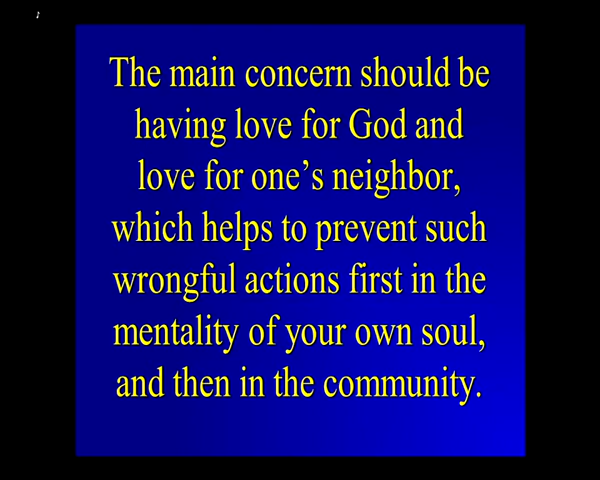 The main concern should be
having love for God and
love for one’s neighbor,
which helps to prevent such
wrongful actions first in the
mentality of your own soul,
and then in the community.